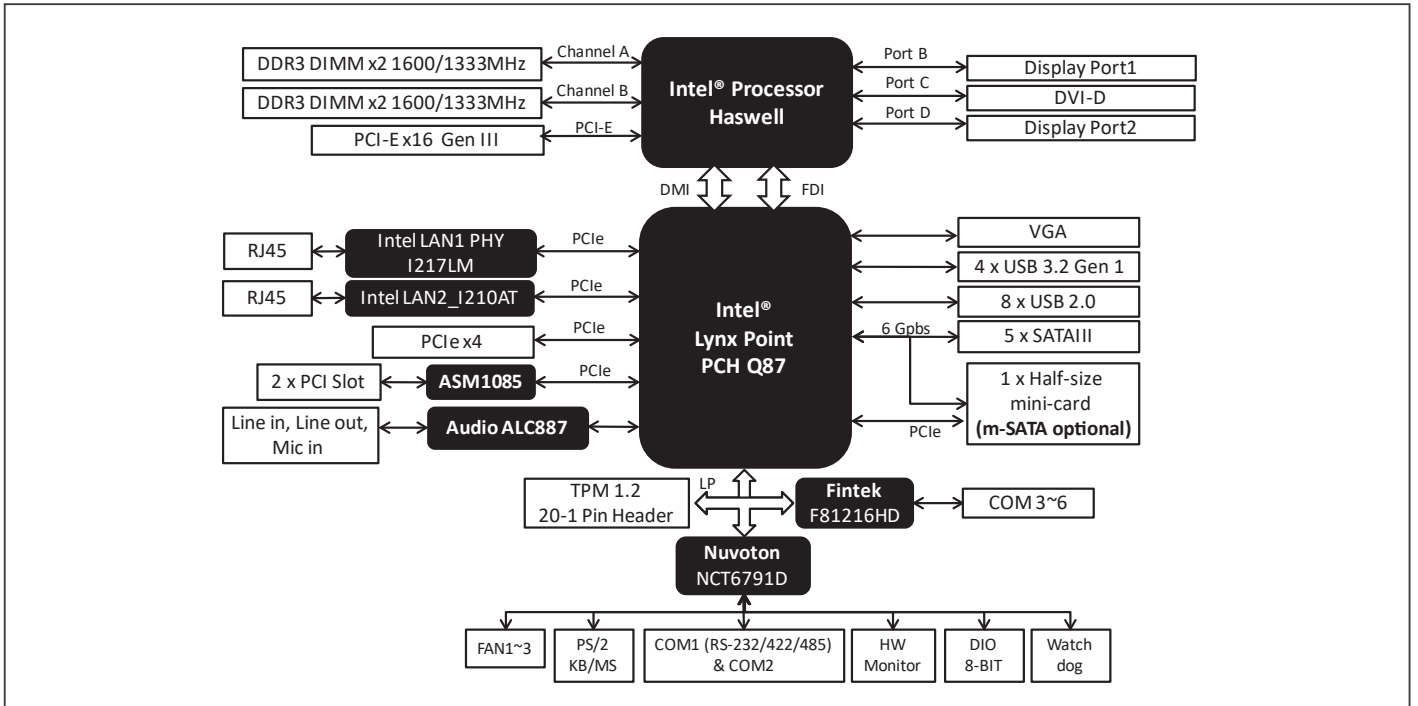 DDR3 DIMM x2 1600/1333MHz
Channel A
DDR3 DIMM x2 1600/1333MHz
Channel B
PCI-E x16 Gen III
PCI-E
Intel® Processor
Haswell
Port B
Display Port1
Port C
DVI-D
Port D
Display Port2
DMI
FDI
RJ45
Intel LAN1 PHY
I217LM
PCIe
RJ45
Intel LAN2_I210AT
PCIe
PCIe x4
PCIe
2 x PCI Slot
ASM1085
PCIe
Line in, Line out,
Mic in
Audio ALC887
Intel®
Lynx Point
PCH Q87
VGA
4 x USB 3.2 Gen 1
8 x USB 2.0
6 Gpbs
5 x SATAIII
1 x Half-size
mini-card
(m-SATA optional)
PCIe
TPM 1.2
20-1 Pin Header
LP
Fintek
F81216HD
COM 3~6
Nuvoton
NCT6791D
FAN1~3
PS/2
KB/MS
COM1 (RS-232/422/485)
& COM2
HW
Monitor
DIO
8-BIT
Watch
dog